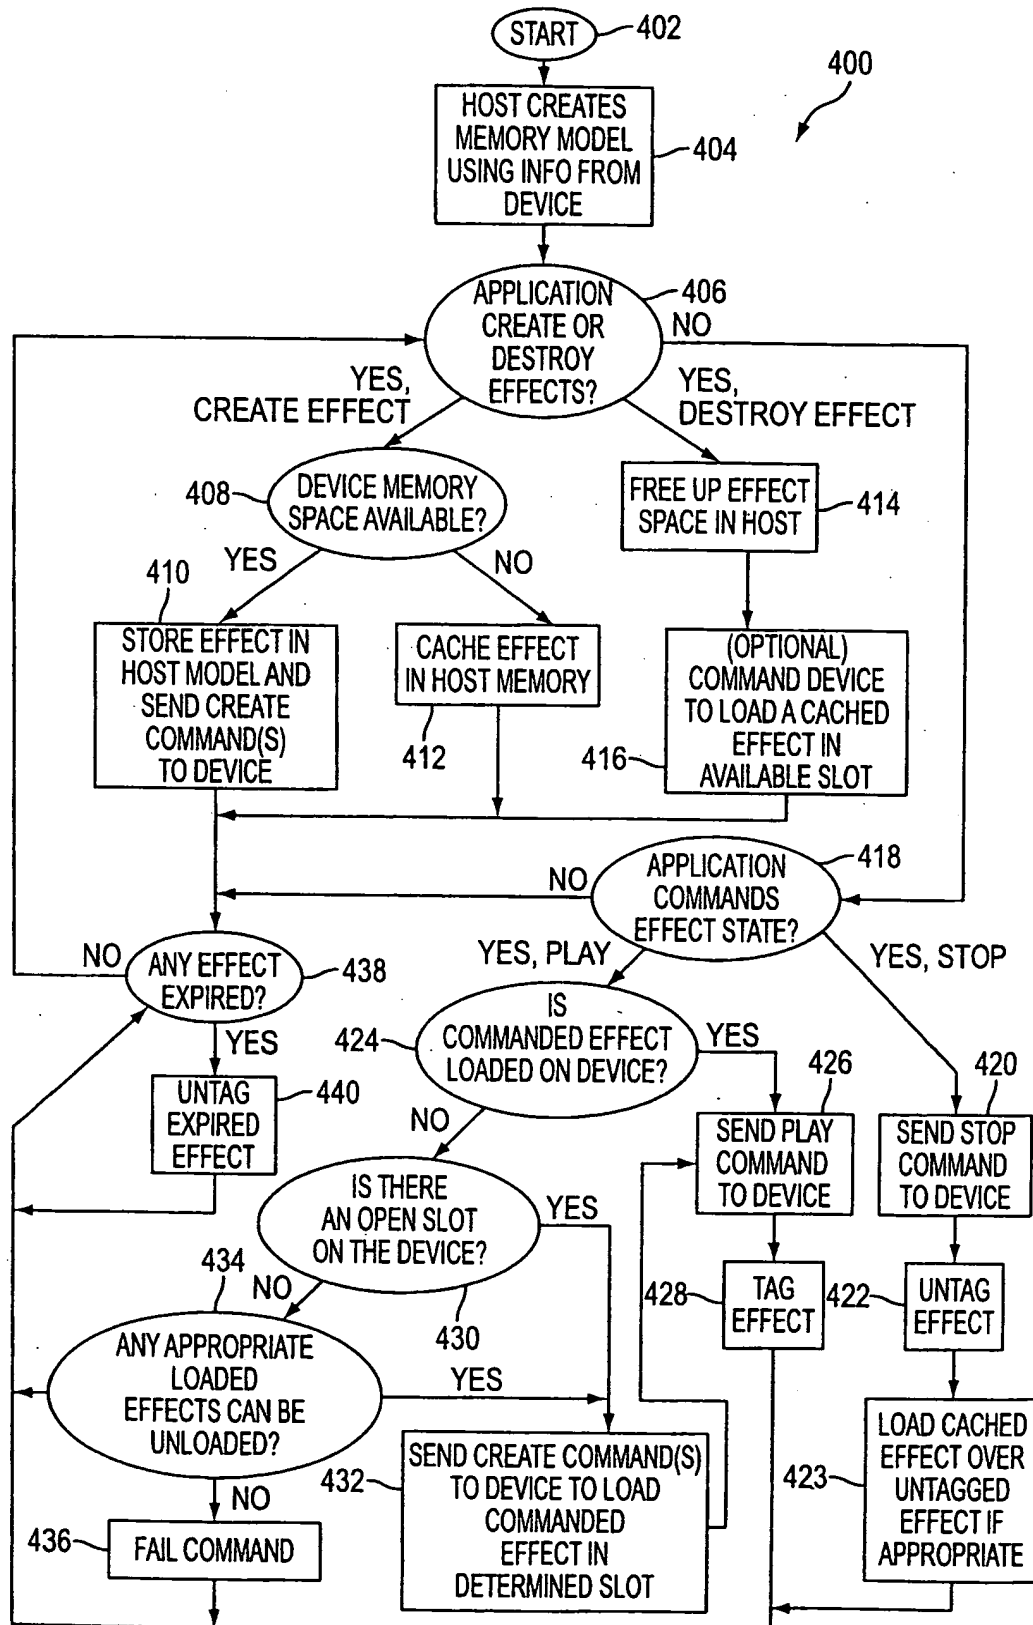 START
402
400
HOST CREATES
MEMORY MODEL
USING INFO FROM
DEVICE
404
APPLICATION
CREATE OR
DESTROY
EFFECTS?
406
NO
YES,
CREATE EFFECT
YES,
DESTROY EFFECT
408
DEVICE MEMORY
SPACE AVAILABLE?
FREE UP EFFECT
SPACE IN HOST
414
YES
NO
410
STORE EFFECT IN
HOST MODEL AND
SEND CREATE
COMMAND(S)
TO DEVICE
CACHE EFFECT
IN HOST MEMORY
412
(OPTIONAL)
COMMAND DEVICE
TO LOAD A CACHED
EFFECT IN
AVAILABLE SLOT
416
APPLICATION
COMMANDS
EFFECT STATE?
418
NO
YES, PLAY
YES, STOP
NO
ANY EFFECT
EXPIRED?
438
YES
UNTAG
EXPIRED
EFFECT
440
424
IS
COMMANDED EFFECT
LOADED ON DEVICE?
YES
NO
426
SEND PLAY
COMMAND
TO DEVICE
420
SEND STOP
COMMAND
TO DEVICE
IS THERE
AN OPEN SLOT
ON THE DEVICE?
YES
NO
430
428
TAG
EFFECT
422
UNTAG
EFFECT
434
ANY APPROPRIATE
LOADED
EFFECTS CAN BE
UNLOADED?
YES
NO
432
SEND CREATE COMMAND(S)
TO DEVICE TO LOAD
COMMANDED
EFFECT IN
DETERMINED SLOT
LOAD CACHED
EFFECT OVER
UNTAGGED
EFFECT IF
APPROPRIATE
423
436
FAIL COMMAND